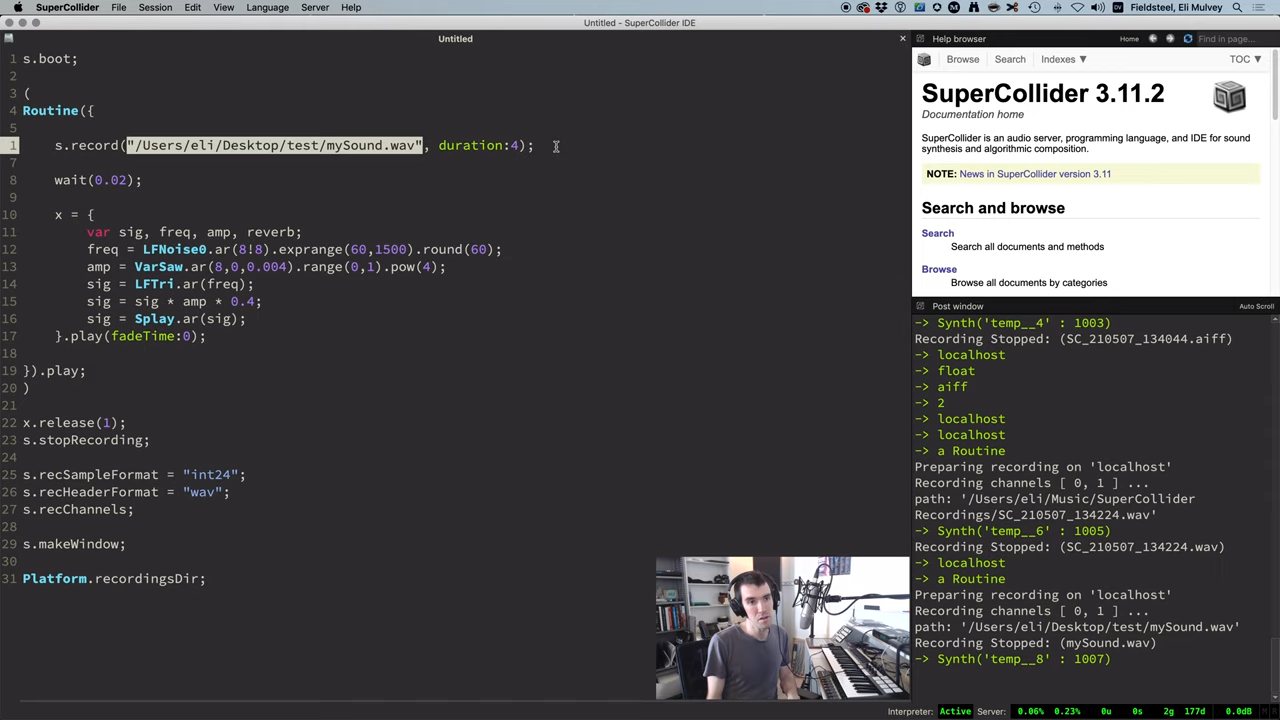 SuperCollider File Session Edit View Language Server Help
Fieldsteel, Eli Mulvey
Untitled - SuperCollider IDE
Untitled
1 s.boot;
2
3 (
4 Routine({
5
1 s.record("/Users/eli/Desktop/test/mySound.wav", duration:4);
7
8 wait(0.02);
9
10 x = {
11 var sig, freq, amp, reverb;
12 freq = LFNoise0.ar(8!8).exprange(60,1500).round(60);
13 amp = VarSaw.ar(8,0,0.004).range(0,1).pow(4);
14 sig = LFTri.ar(freq);
15 sig = sig * amp * 0.4;
16 sig = Splay.ar(sig);
17 }.play(fadeTime:0);
18
19 }).play;
20 )
21
22 x.release(1);
23 s.stopRecording;
24
25 s.recSampleFormat = "int24";
26 s.recHeaderFormat = "wav";
27 s.recChannels;
28
29 s.makeWindow;
30
31 Platform.recordingsDir;
Help browser Home Find in page...
Browse Search Indexes ▼ TOC ▼
SuperCollider 3.11.2
Documentation home
SuperCollider is an audio server, programming language, and IDE for sound
synthesis and algorithmic composition.
NOTE: News in SuperCollider version 3.11
Search and browse
Search
Search all documents and methods
Browse
Browse all documents by categories
Post window Auto Scroll
-> Synth('temp__4' : 1003)
Recording Stopped: (SC_210507_134044.aiff)
-> localhost
-> float
-> aiff
-> 2
-> localhost
-> localhost
-> a Routine
Preparing recording on 'localhost'
Recording channels [ 0, 1 ] ...
path: '/Users/eli/Music/SuperCollider
Recordings/SC_210507_134224.wav'
-> Synth('temp__6' : 1005)
Recording Stopped: (SC_210507_134224.wav)
-> localhost
-> a Routine
Preparing recording on 'localhost'
Recording channels [ 0, 1 ] ...
path: '/Users/eli/Desktop/test/mySound.wav'
Recording Stopped: (mySound.wav)
-> Synth('temp__8' : 1007)
Interpreter: Active Server: 0.06% 0.23% 0u 0s 2g 177d 0.0dB